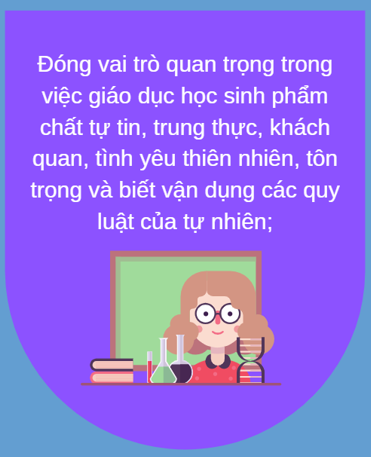 Đóng vai trò quan trọng trong
việc giáo dục học sinh phẩm
chất tự tin, trung thực, khách
quan, tình yêu thiên nhiên, tôn
trọng và biết vận dụng các quy
luật của tự nhiên;